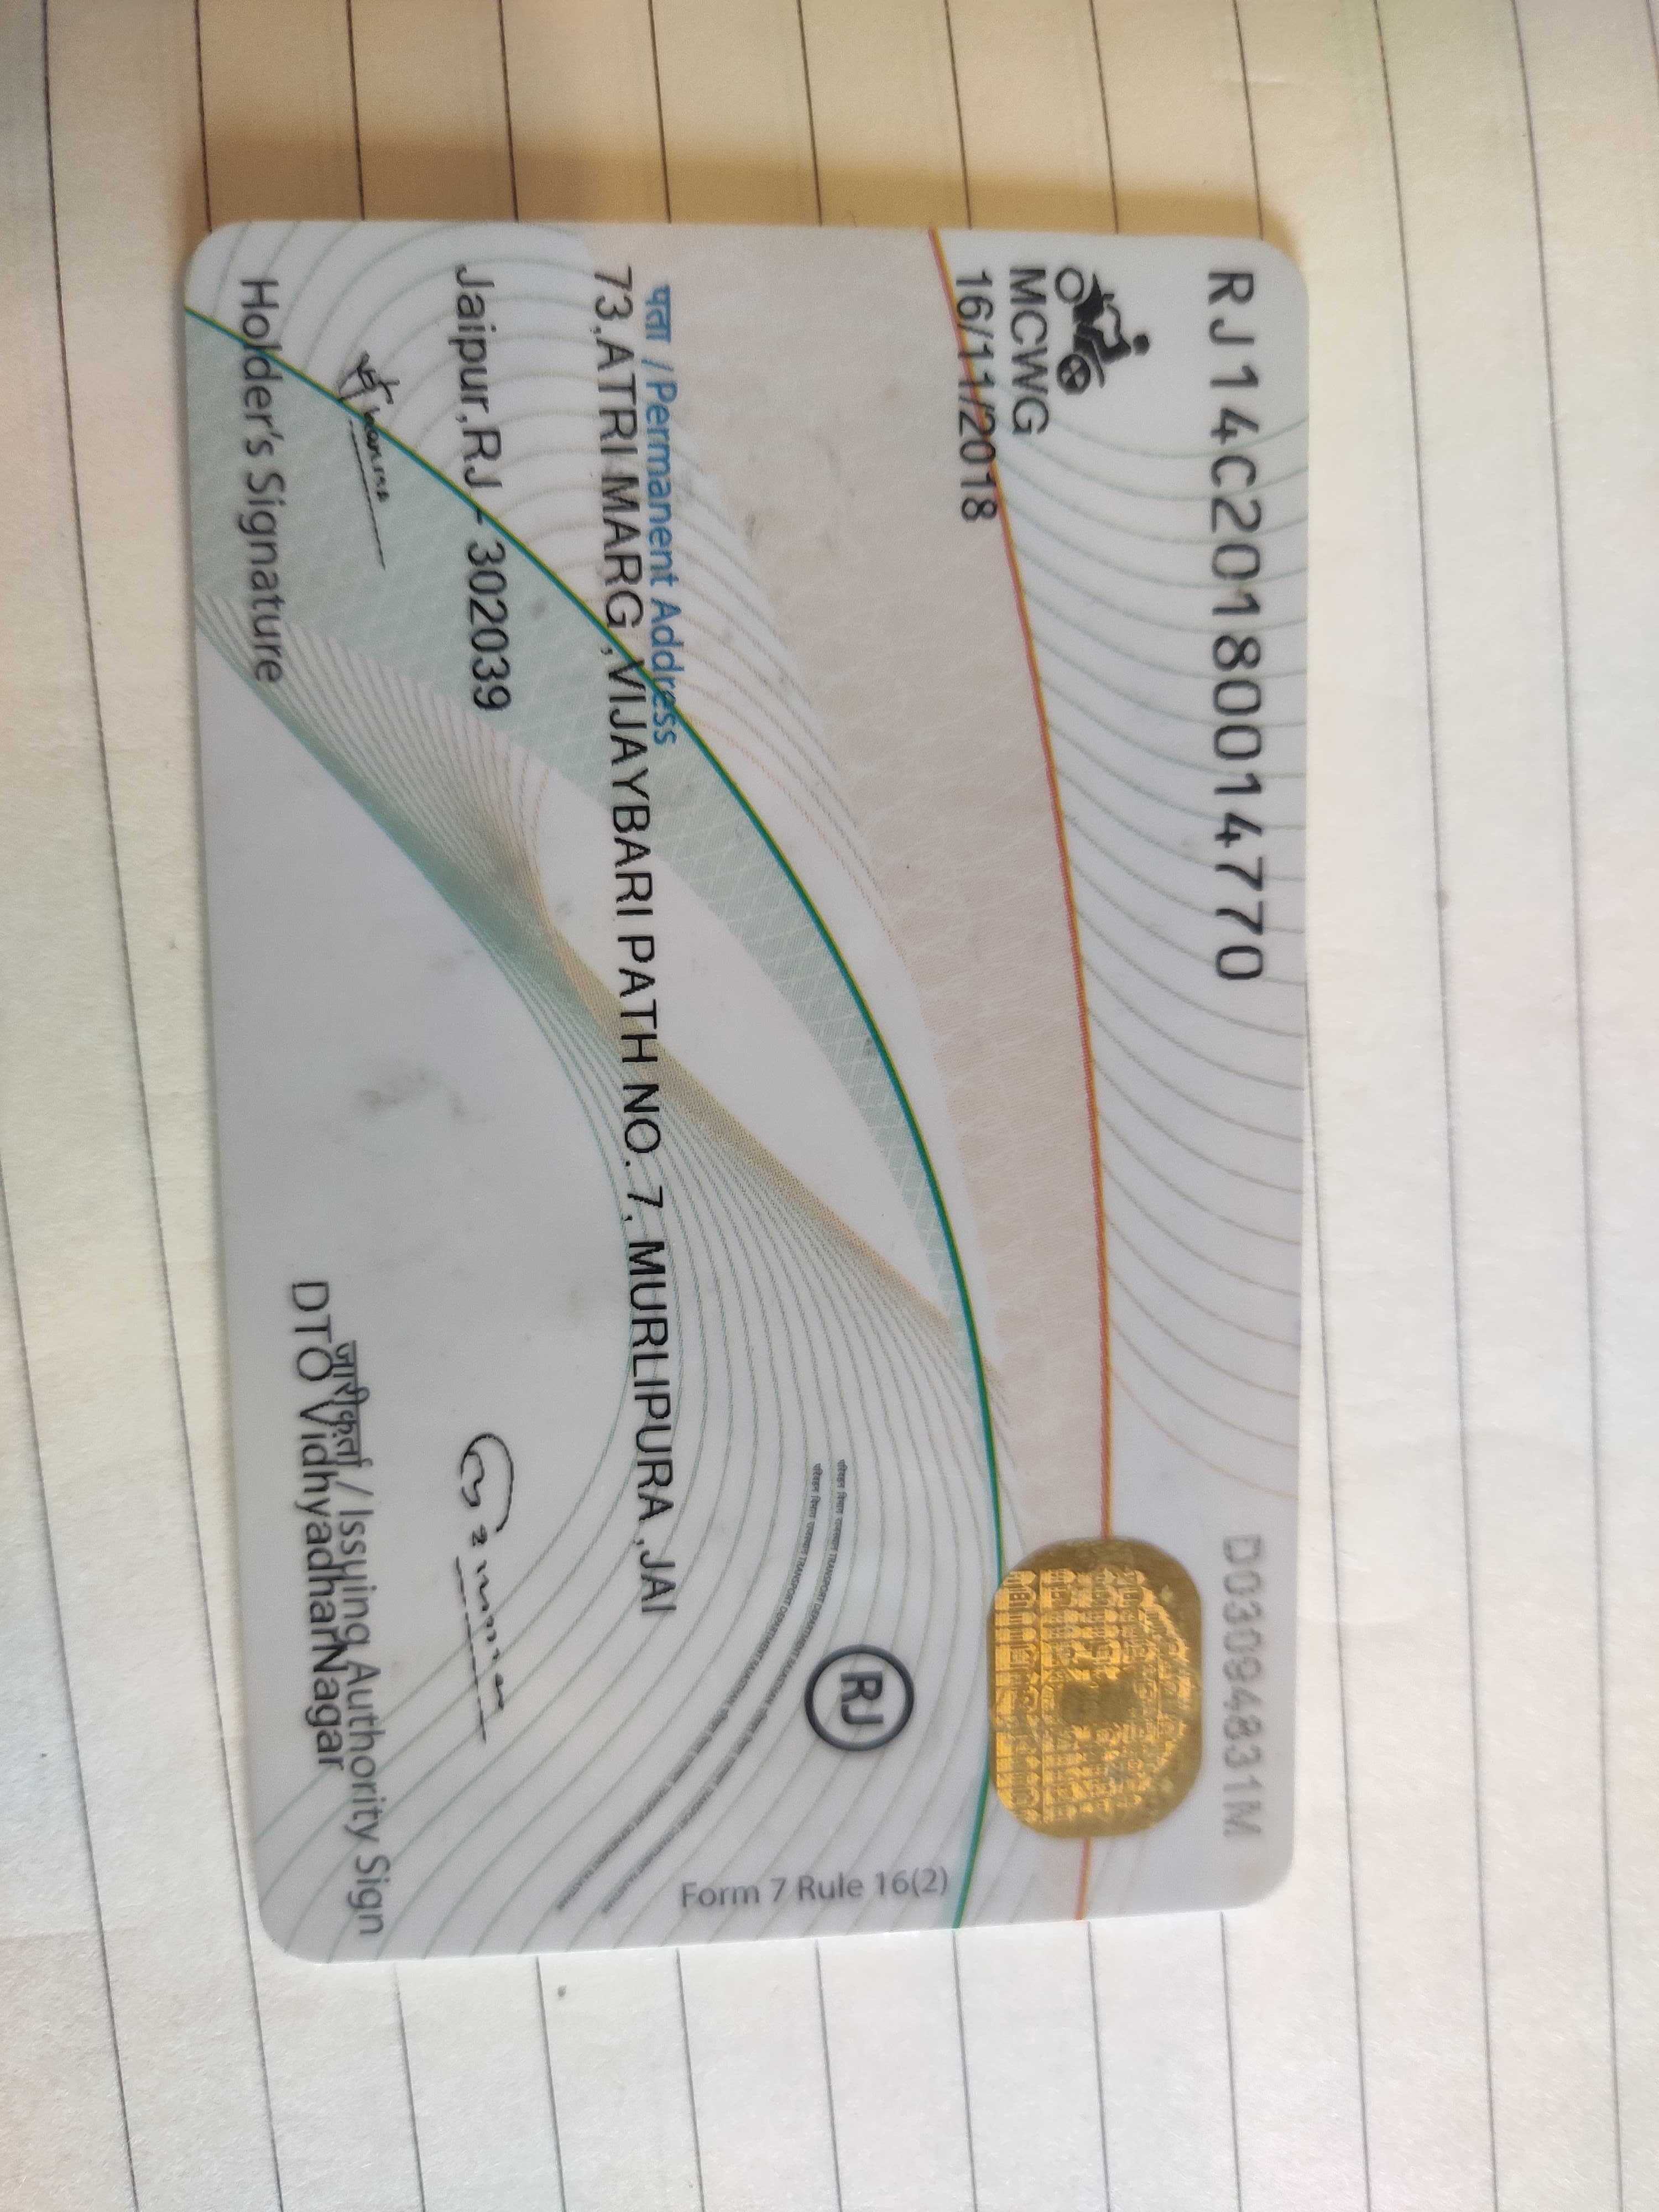 RJ14C20180014770
D03094831M
MCWG
16/11/2018
RJ
Form 7 Rule 16(2)
पता / Permanent Address
73,ATRI MARG ,VIJAYBARI PATH NO. 7, MURLIPURA ,JAI
Jaipur,RJ - 302039
Holder's Signature
जारीकर्ता / Issuing Authority Sign
DTO VidhyadharNagar